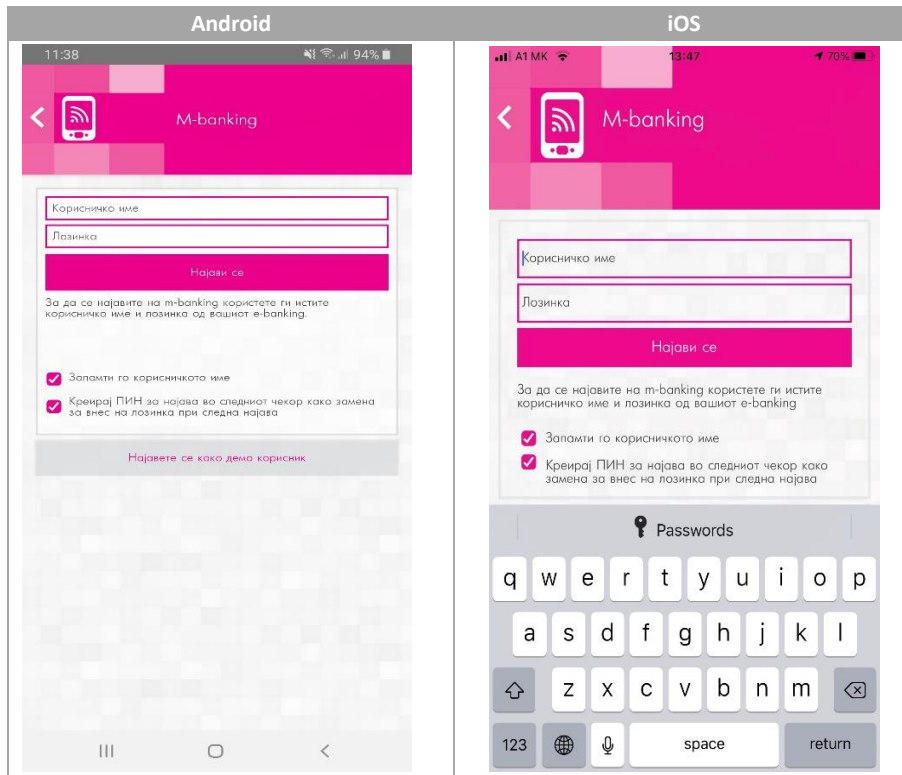 Android
iOS
11:38
94%
M-banking
Корисничко име
Лозинка
Најави се
За да се најавите на m-banking користете ги истите
корисничко име и лозинка од вашиот e-banking.
Запамти го корисничкото име
Креирај ПИН за најава во следниот чекор како замена
за внес на лозинка при следна најава
Најавете се како демо корисник
A1 MK
13:47
70%
M-banking
Корисничко име
Лозинка
Најави се
За да се најавите на m-banking користете ги истите
корисничко име и лозинка од вашиот e-banking
Запамти го корисничкото име
Креирај ПИН за најава во следниот чекор како
замена за внес на лозинка при следна најава
Passwords
q w e r t y u i o p
a s d f g h j k l
z x c v b n m
123 space return